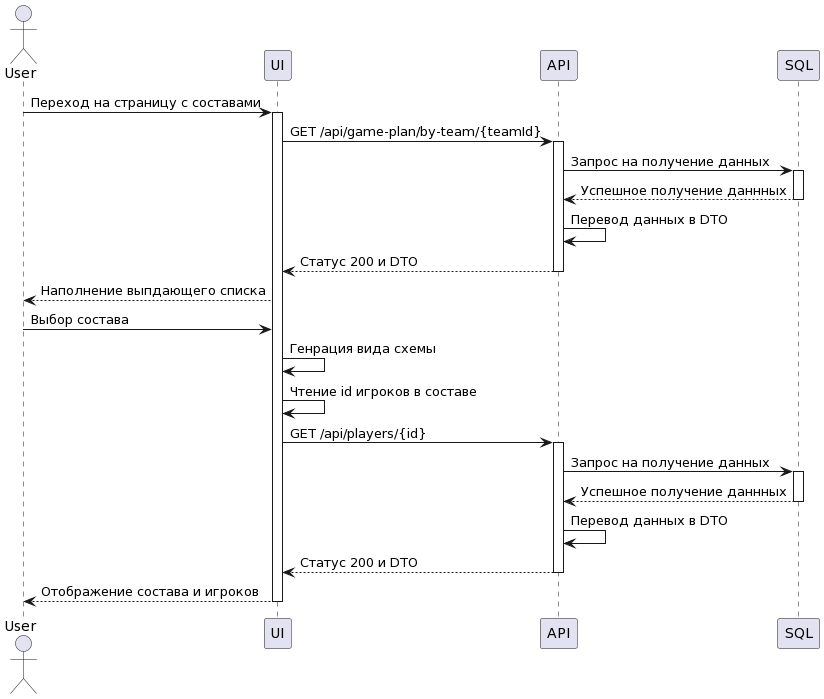 User
UI
API
SQL
Переход на страницу с составами
GET /api/game-plan/by-team/{teamId}
Запрос на получение данных
Успешное получение даннных
Перевод данных в DTO
Статус 200 и DTO
Наполнение выпдающего списка
Выбор состава
Генрация вида схемы
Чтение id игроков в составе
GET /api/players/{id}
Запрос на получение данных
Успешное получение даннных
Перевод данных в DTO
Статус 200 и DTO
Отображение состава и игроков
User
UI
API
SQL